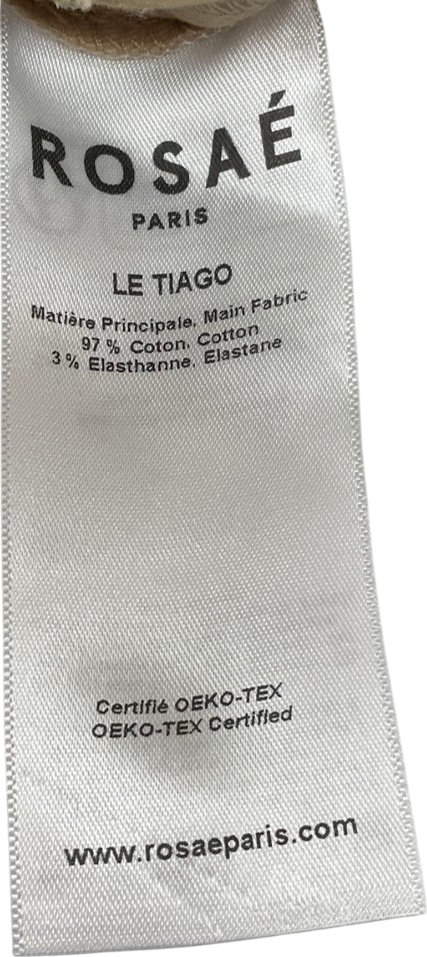 ROSAÉ
PARIS
LE TIAGO
Matière Principale, Main Fabric
97 % Coton, Cotton
3 % Elasthanne, Elastane
Certifié OEKO-TEX
OEKO-TEX Certified
www.rosaeparis.com